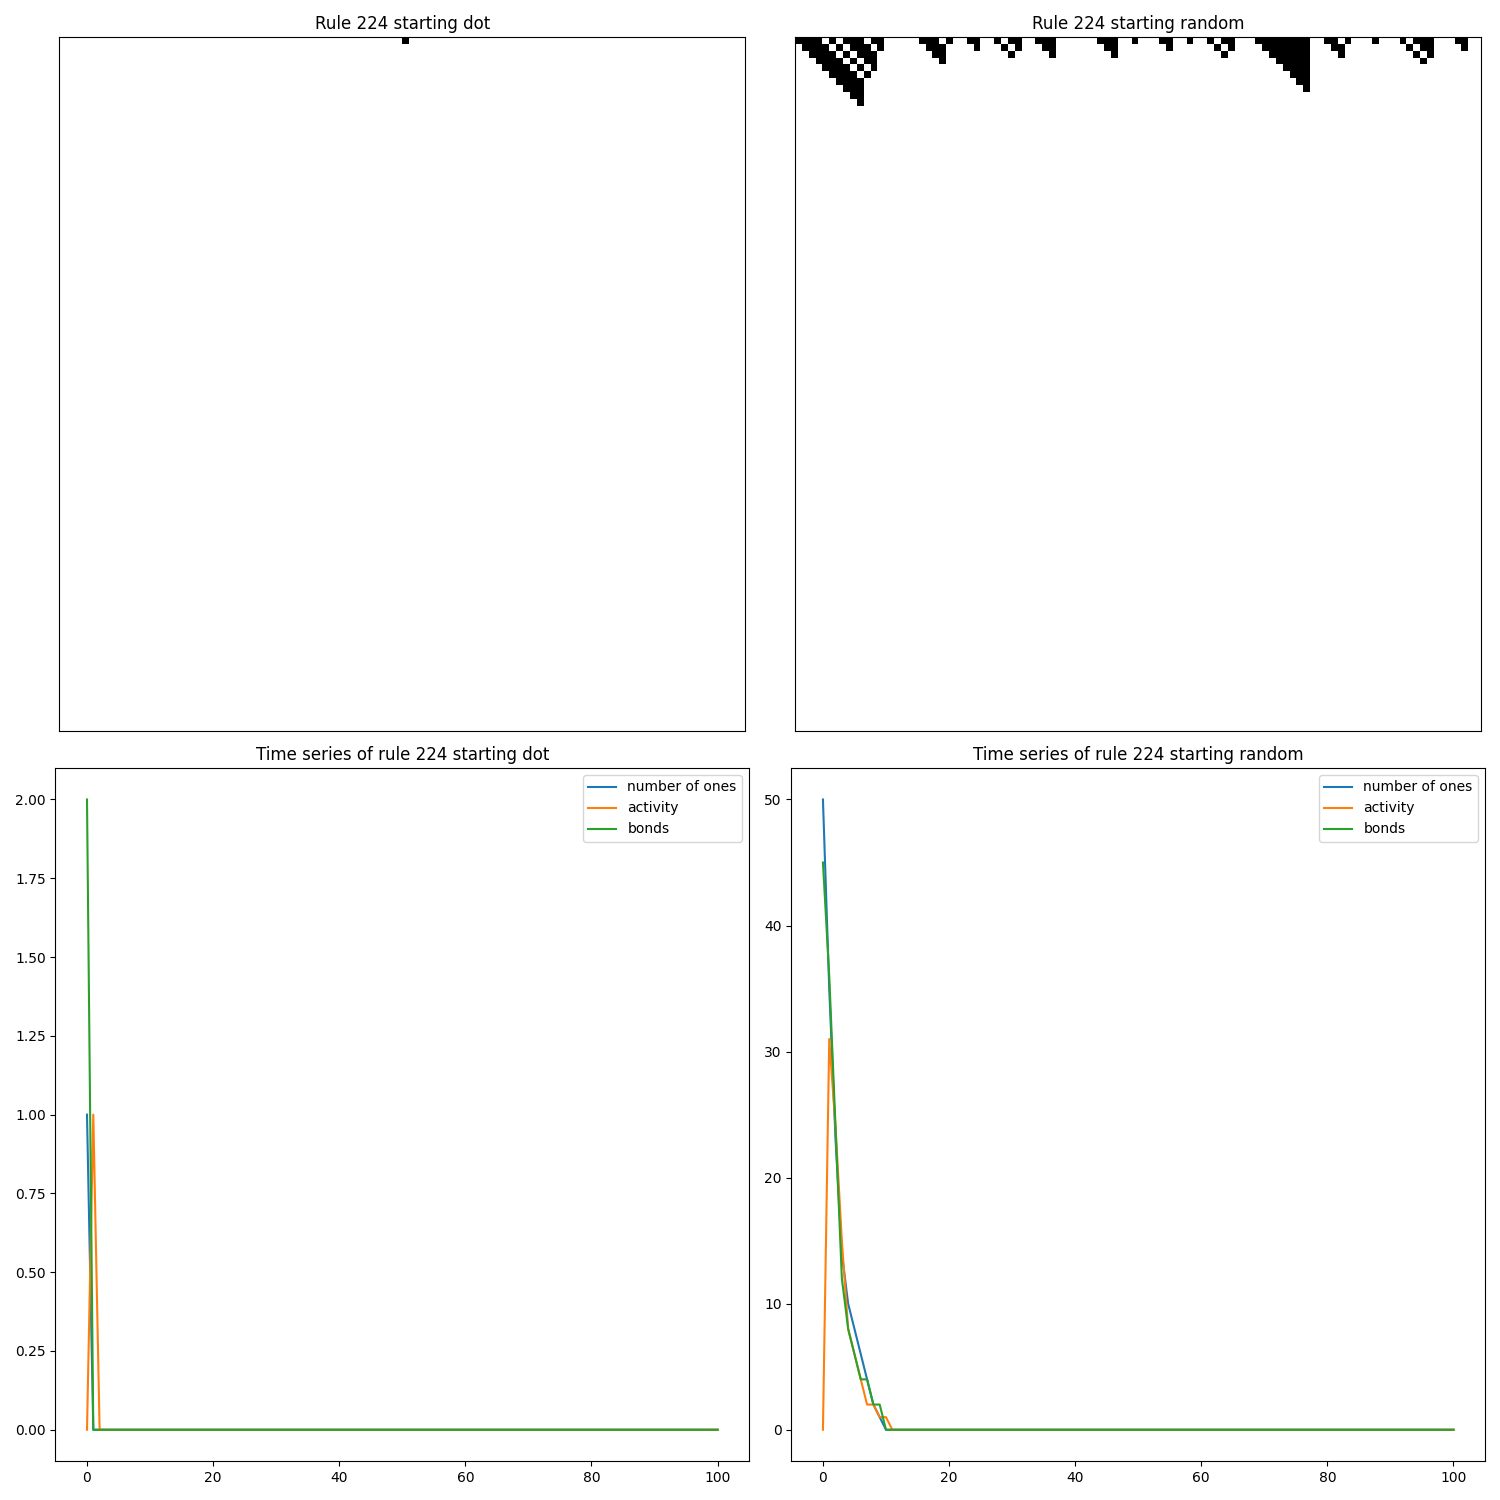 Rule 224 starting dot
Rule 224 starting random
Time series of rule 224 starting dot
2.00
1.75
1.50
1.25
1.00
0.75
0.50
0.25
0.00
0 20 40 60 80 100
number of ones
activity
bonds
Time series of rule 224 starting random
50
40
30
20
10
0
0 20 40 60 80 100
number of ones
activity
bonds